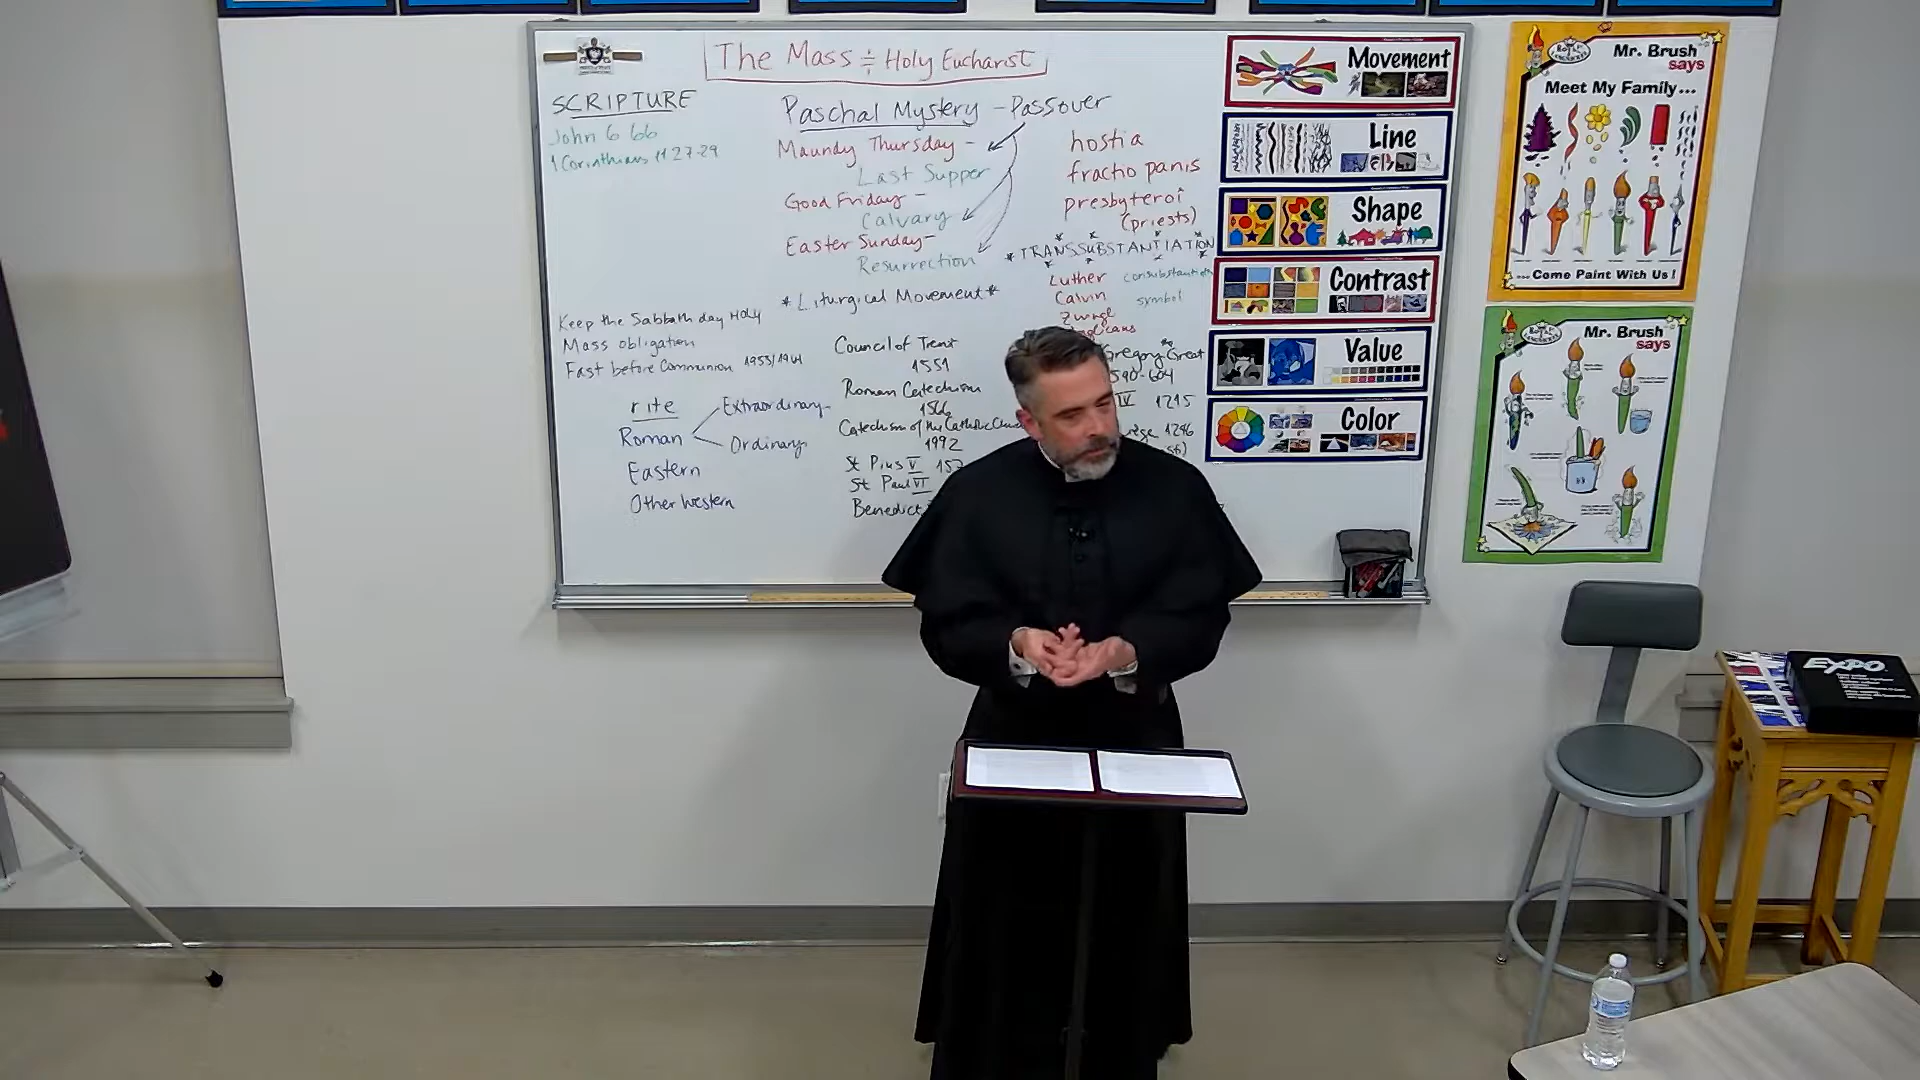 The Mass & Holy Eucharist
SCRIPTURE
John 6 66
1 Corinthians 11 27-29
Keep the Sabbath day Holy
Mass obligation
Fast before Communion 1953/1964
rite
Roman
Extraordinary
Ordinary
Eastern
Other Western
Paschal Mystery - Passover
Maundy Thursday -
Last Supper
Good Friday -
Calvary
Easter Sunday -
Resurrection
*Liturgical Movement*
Council of Trent
1551
Roman Catechism
1566
Catechism of the Catholic
1992
St Pius V 157
St Paul VI
Benedict
hostia
fractio panis
presbyteroi
(priests)
*TRANSSUBSTANTIATION
Luther
Calvin symbol
Gregory Great
590-604
IV 1215
Movement
Line
Shape
Contrast
Value
Color
Mr. Brush
says
Meet My Family...
...Come Paint With Us!
Mr. Brush
says
EXPO